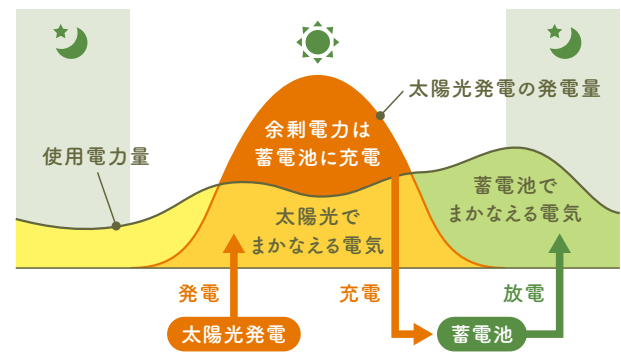 太陽光発電の発電量
余剰電力は
蓄電池に充電
使用電力量
蓄電池で
まかなえる電気
太陽光で
まかなえる電気
発電
充電
放電
太陽光発電
蓄電池